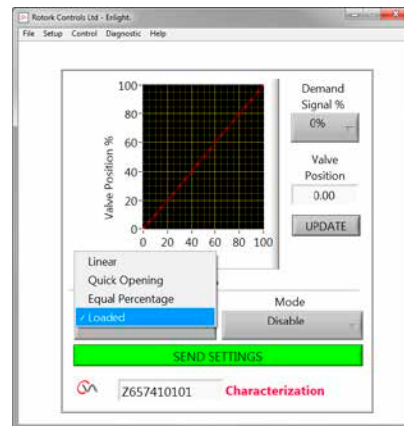 Rotork Controls Ltd - Enlight.
File Setup Control Diagnostic Help
100
80
60
40
20
0
Valve Position %
0 20 40 60 80 100
Demand
Signal %
0%
Valve
Position
0.00
UPDATE
Linear
Quick Opening
Equal Percentage
✓ Loaded
Mode
Disable
SEND SETTINGS
Z657410101
Characterization